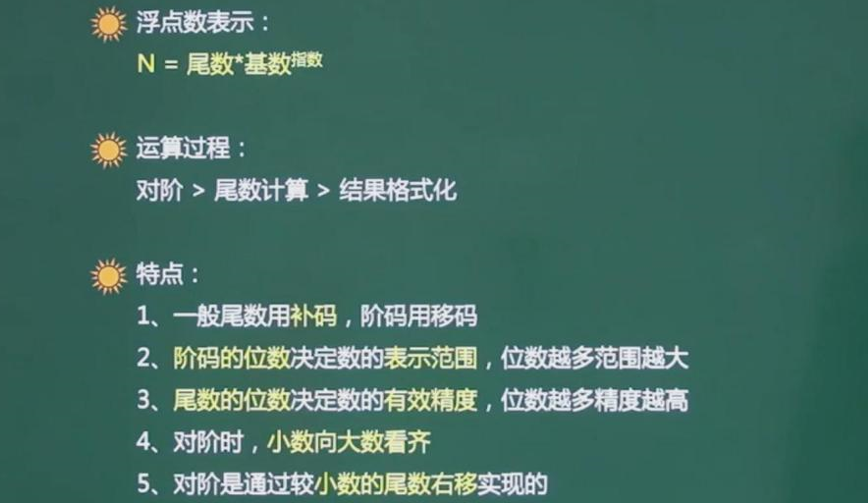 浮点数表示：
N = 尾数*基数指数
运算过程：
对阶 > 尾数计算 > 结果格式化
特点：
1、一般尾数用补码，阶码用移码
2、阶码的位数决定数的表示范围，位数越多范围越大
3、尾数的位数决定数的有效精度，位数越多精度越高
4、对阶时，小数向大数看齐
5、对阶是通过较小数的尾数右移实现的